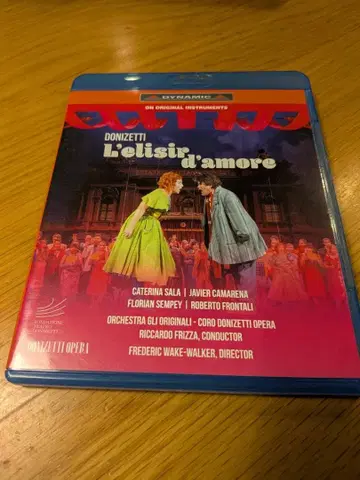 DYNAMIC
ON ORIGINAL INSTRUMENTS
DONIZETTI
L'elisir
d'amore
CATERINA SALA | JAVIER CAMARENA
FLORIAN SEMPEY | ROBERTO FRONTALI
ORCHESTRA GLI ORIGINALI - CORO DONIZETTI OPERA
RICCARDO FRIZZA, CONDUCTOR
FREDERIC WAKE-WALKER, DIRECTOR
DONIZETTI OPERA